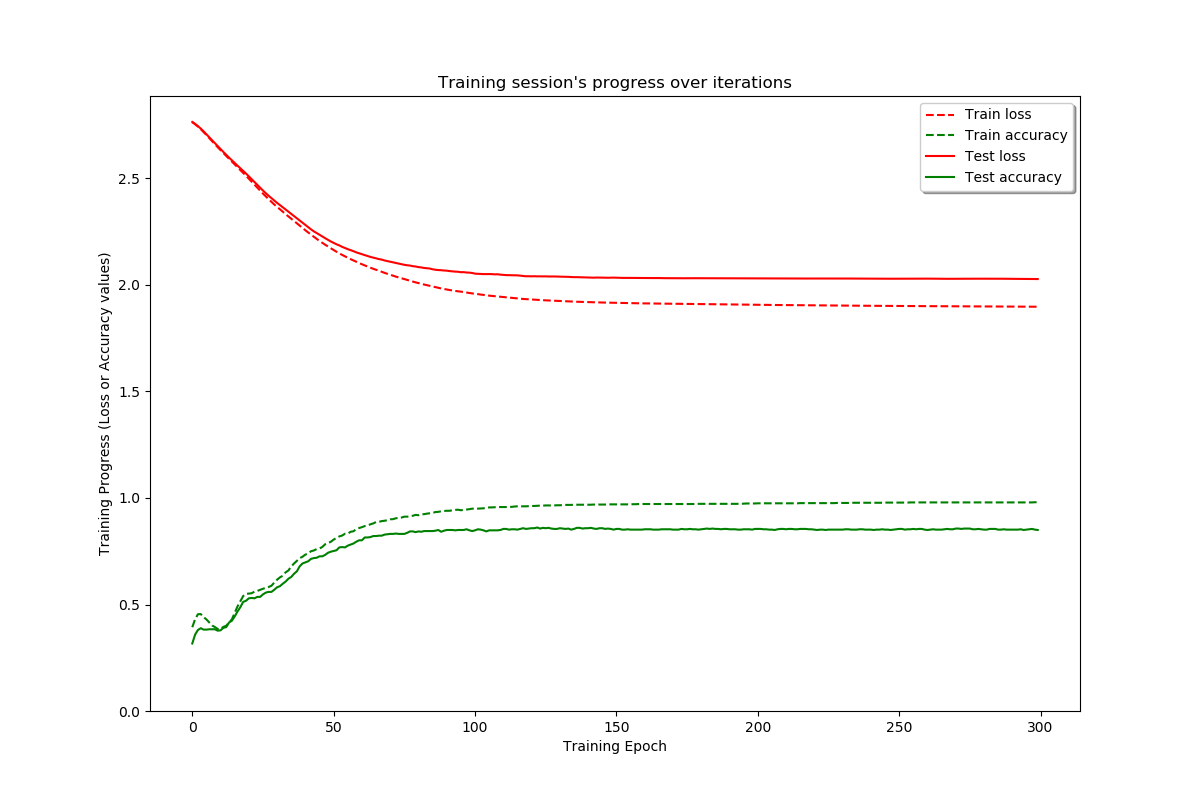 Training session's progress over iterations
Train loss
Train accuracy
Test loss
Test accuracy
Training Progress (Loss or Accuracy values)
2.5
2.0
1.5
1.0
0.5
0.0
0 50 100 150 200 250 300
Training Epoch